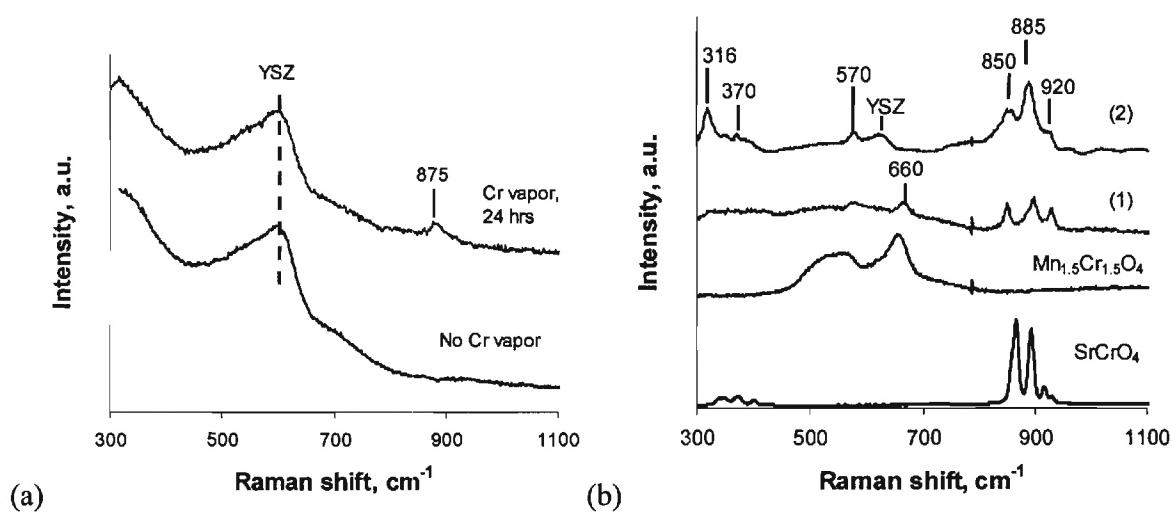 YSZ
875
Cr vapor,
24 hrs
No Cr vapor
Intensity, a.u.
300 500 700 900 1100
Raman shift, cm-1
(a)
885
316 850
570 920
370 YSZ
(2)
660
(1)
Mn1.5Cr1.5O4
SrCrO4
Intensity, a.u.
300 500 700 900 1100
Raman shift, cm-1
(b)